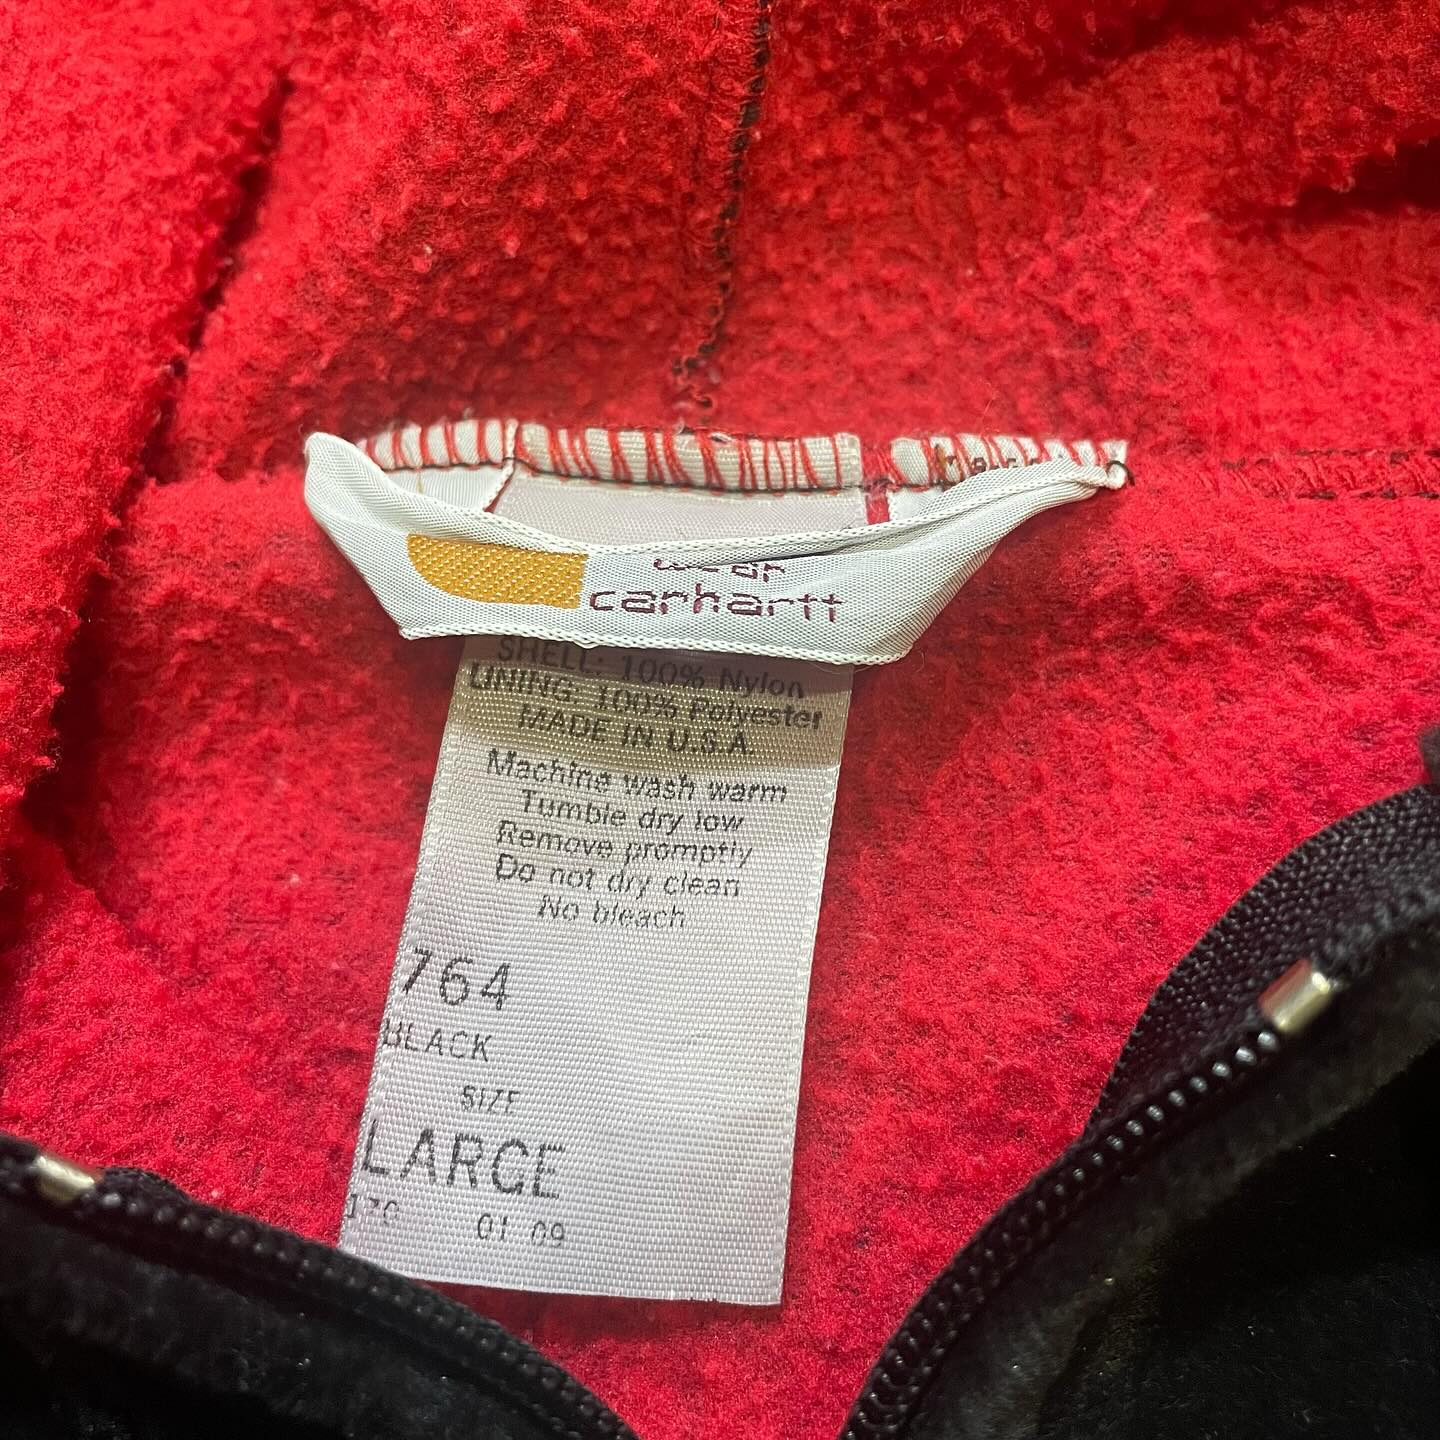 wear
carhartt
SHELL: 100% Nylon
LINING: 100% Polyester
MADE IN U.S.A.
Machine wash warm
Tumble dry low
Remove promptly
Do not dry clean
No bleach
764
BLACK
SIZE
LARGE
01 09